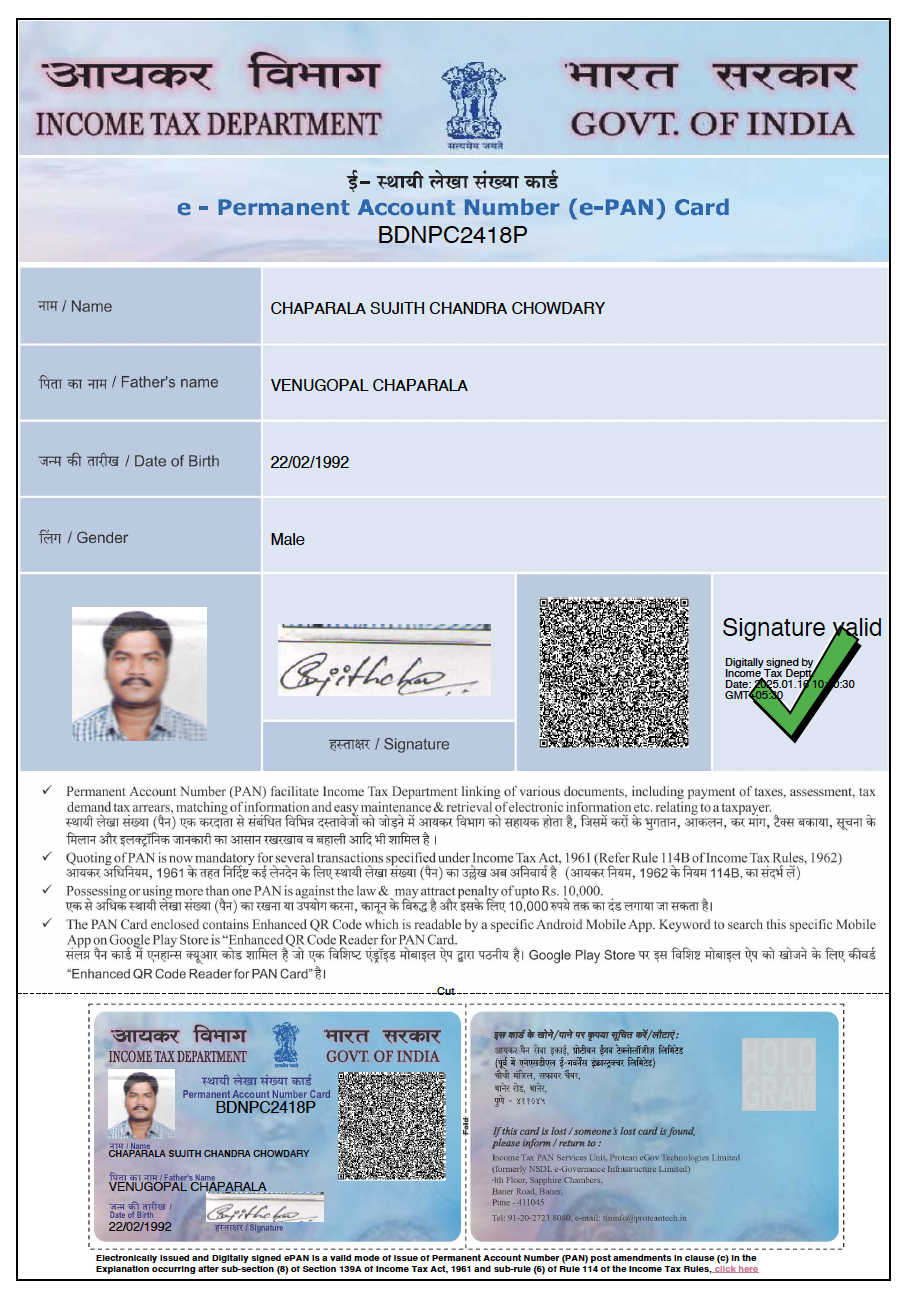 आयकर विभाग
INCOME TAX DEPARTMENT
सत्यमेव जयते
भारत सरकार
GOVT. OF INDIA
ई- स्थायी लेखा संख्या कार्ड
e - Permanent Account Number (e-PAN) Card
BDNPC2418P
नाम / Name
CHAPARALA SUJITH CHANDRA CHOWDARY
पिता का नाम / Father's name
VENUGOPAL CHAPARALA
जन्म की तारीख / Date of Birth
22/02/1992
लिंग / Gender
Male
हस्ताक्षर / Signature
Signature valid
Digitally signed by
Income Tax Deptt
Date: 2025.01.16
GMT+05:30
✓ Permanent Account Number (PAN) facilitate Income Tax Department linking of various documents, including payment of taxes, assessment, tax
demand tax arrears, matching of information and easy maintenance & retrieval of electronic information etc. relating to a taxpayer.
स्थायी लेखा संख्या (पैन) एक करदाता से संबंधित विभिन्न दस्तावेजों को जोड़ने में आयकर विभाग को सहायक होता है, जिसमें करों के भुगतान, आकलन, कर मांग, टैक्स बकाया, सूचना के
मिलान और इलक्ट्रॉनिक जानकारी का आसान रखरखाव व बहाली आदि भी शामिल है ।
✓ Quoting of PAN is now mandatory for several transactions specified under Income Tax Act, 1961 (Refer Rule 114B of Income Tax Rules, 1962)
आयकर अधिनियम, 1961 के तहत निर्दिष्ट कई लेनदेन के लिए स्थायी लेखा संख्या (पैन) का उल्लेख अब अनिवार्य है (आयकर नियम, 1962 के नियम 114B, का संदर्भ लें)
✓ Possessing or using more than one PAN is against the law & may attract penalty of upto Rs. 10,000.
एक से अधिक स्थायी लेखा संख्या (पैन) का रखना या उपयोग करना, कानून के विरुद्ध है और इसके लिए 10,000 रुपये तक का दंड लगाया जा सकता है।
✓ The PAN Card enclosed contains Enhanced QR Code which is readable by a specific Android Mobile App. Keyword to search this specific Mobile
App on Google Play Store is “Enhanced QR Code Reader for PAN Card.
संलग्न पैन कार्ड में एनहान्स क्यूआर कोड शामिल है जो एक विशिष्ट एंड्रॉइड मोबाइल ऐप द्वारा पठनीय है। Google Play Store पर इस विशिष्ट मोबाइल ऐप को खोजने के लिए कीवर्ड
“Enhanced QR Code Reader for PAN Card” है।
Cut
आयकर विभाग
INCOME TAX DEPARTMENT
भारत सरकार
GOVT. OF INDIA
स्थायी लेखा संख्या कार्ड
Permanent Account Number Card
BDNPC2418P
नाम / Name
CHAPARALA SUJITH CHANDRA CHOWDARY
पिता का नाम / Father's Name
VENUGOPAL CHAPARALA
जन्म की तारीख /
Date of Birth
22/02/1992
हस्ताक्षर / Signature
Fold
इस कार्ड के खोने/पाने पर कृपया सूचित करें/लौटाएं :
आयकर पैन सेवा इकाई, प्रोटीयन ईगव टेक्नोलॉजीज़ लिमिटेड
(पूर्व में एनएसडीएल ई-गवर्नेंस इंफ्रास्ट्रक्चर लिमिटेड)
चौथी मंज़िल, सफायर चैंबर,
बानेर रोड, बानेर,
पुणे - ४११०४५
HOLO
GRAM
If this card is lost / someone's lost card is found,
please inform / return to :
Income Tax PAN Services Unit, Protean eGov Technologies Limited
(formerly NSDL e-Governance Infrastructure Limited)
4th Floor, Sapphire Chambers,
Baner Road, Baner,
Pune - 411045
Tel: 91-20-2721 8080, e-mail: tininfo@proteantech.in
Electronically issued and Digitally signed ePAN is a valid mode of issue of Permanent Account Number (PAN) post amendments in clause (c) in the
Explanation occurring after sub-section (8) of Section 139A of Income Tax Act, 1961 and sub-rule (6) of Rule 114 of the Income Tax Rules, click here